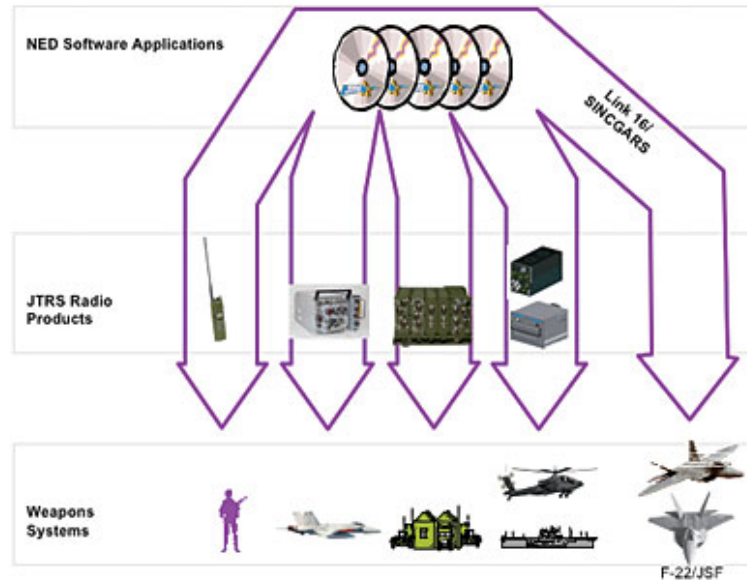 NED Software Applications
Link 16/
SINCGARS
JTRS Radio
Products
Weapons
Systems
F-22/JSF